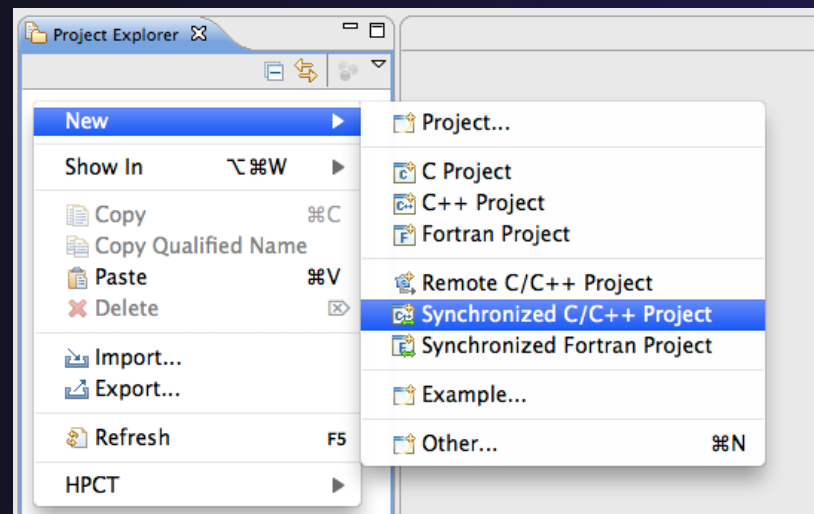 Project Explorer
New
Show In ⌥⌘W
Copy ⌘C
Copy Qualified Name
Paste ⌘V
Delete ⌦
Import...
Export...
Refresh F5
HPCT
Project...
C Project
C++ Project
Fortran Project
Remote C/C++ Project
Synchronized C/C++ Project
Synchronized Fortran Project
Example...
Other... ⌘N